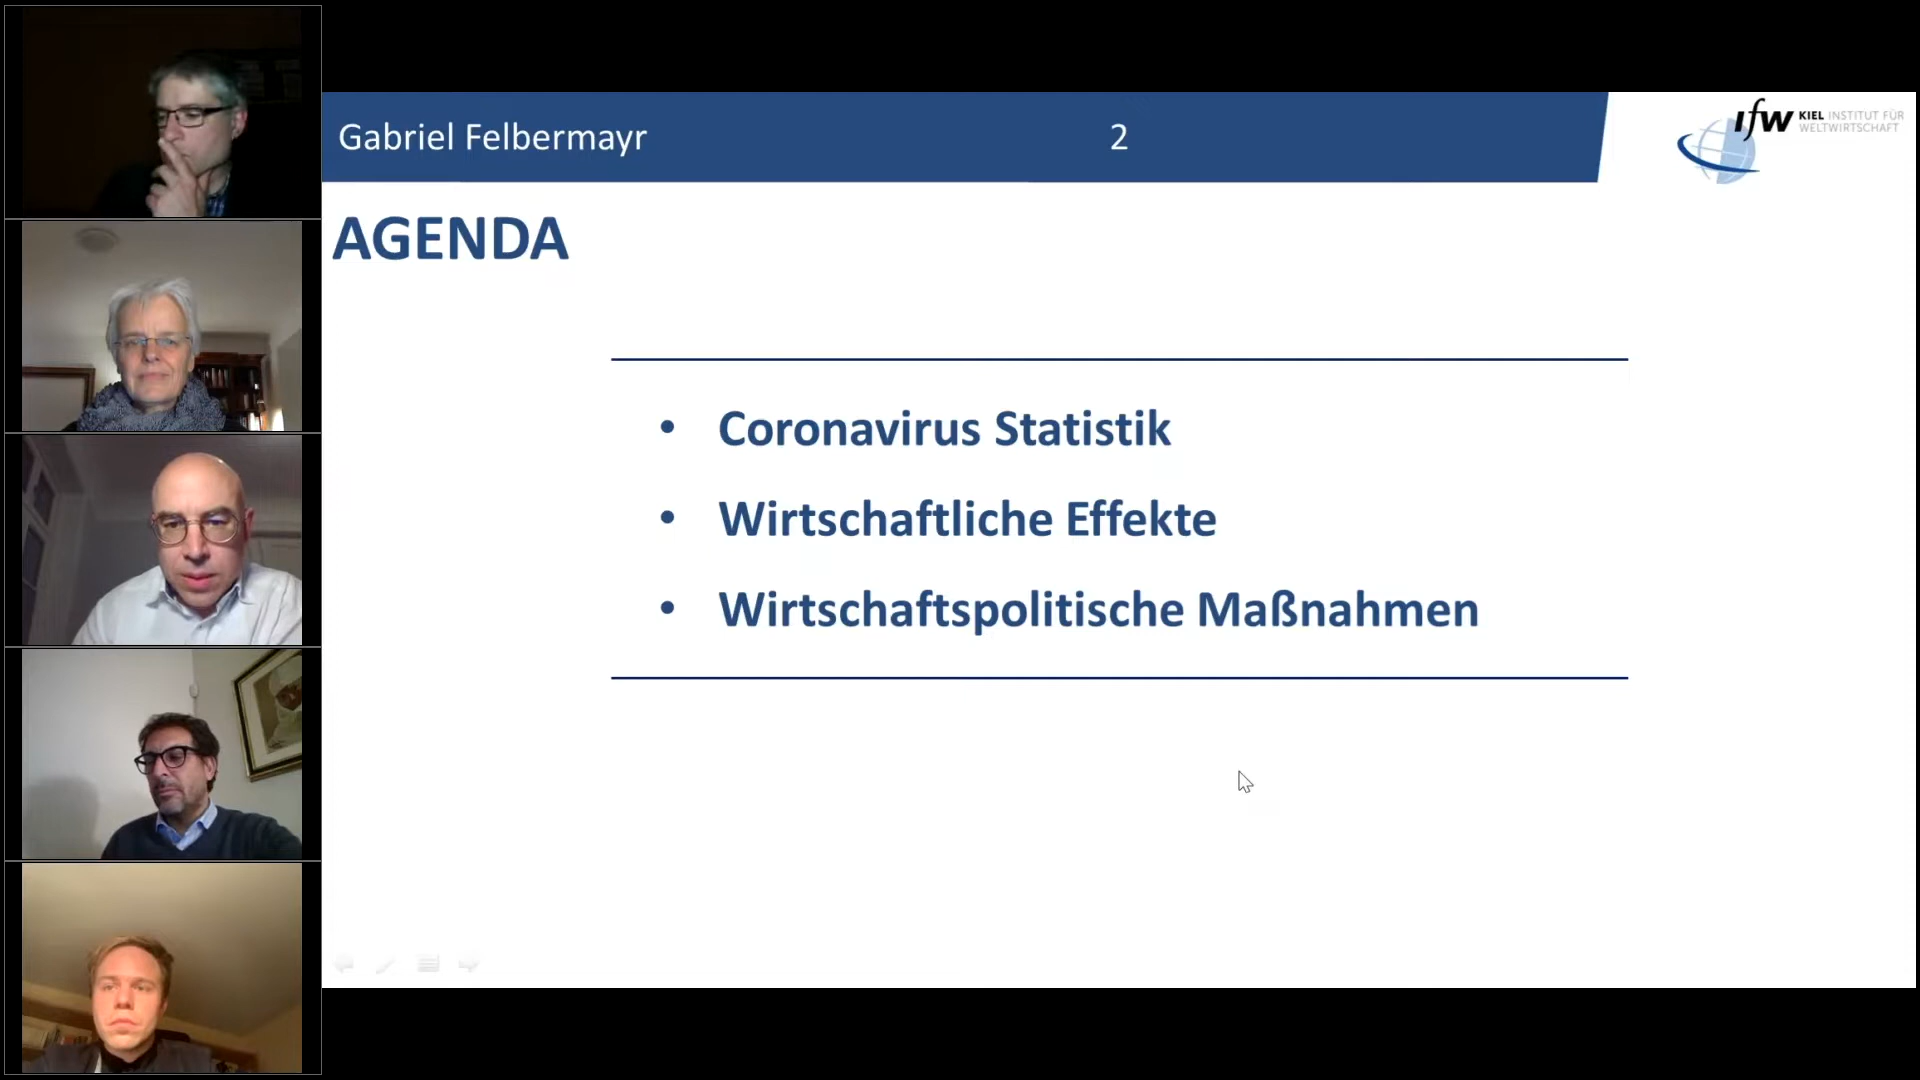 Gabriel Felbermayr
2
ifw KIEL INSTITUT FÜR
WELTWIRTSCHAFT
AGENDA
• Coronavirus Statistik
• Wirtschaftliche Effekte
• Wirtschaftspolitische Maßnahmen